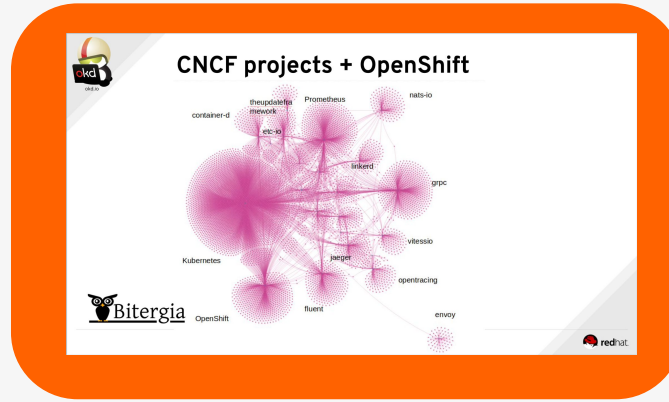 CNCF projects + OpenShift
okd
okd.io
theupdatefra
mework
Prometheus
nats-io
container-d
etc-io
linkerd
grpc
vitessio
Kubernetes
jaeger
opentracing
OpenShift
fluent
envoy
Bitergia
redhat.